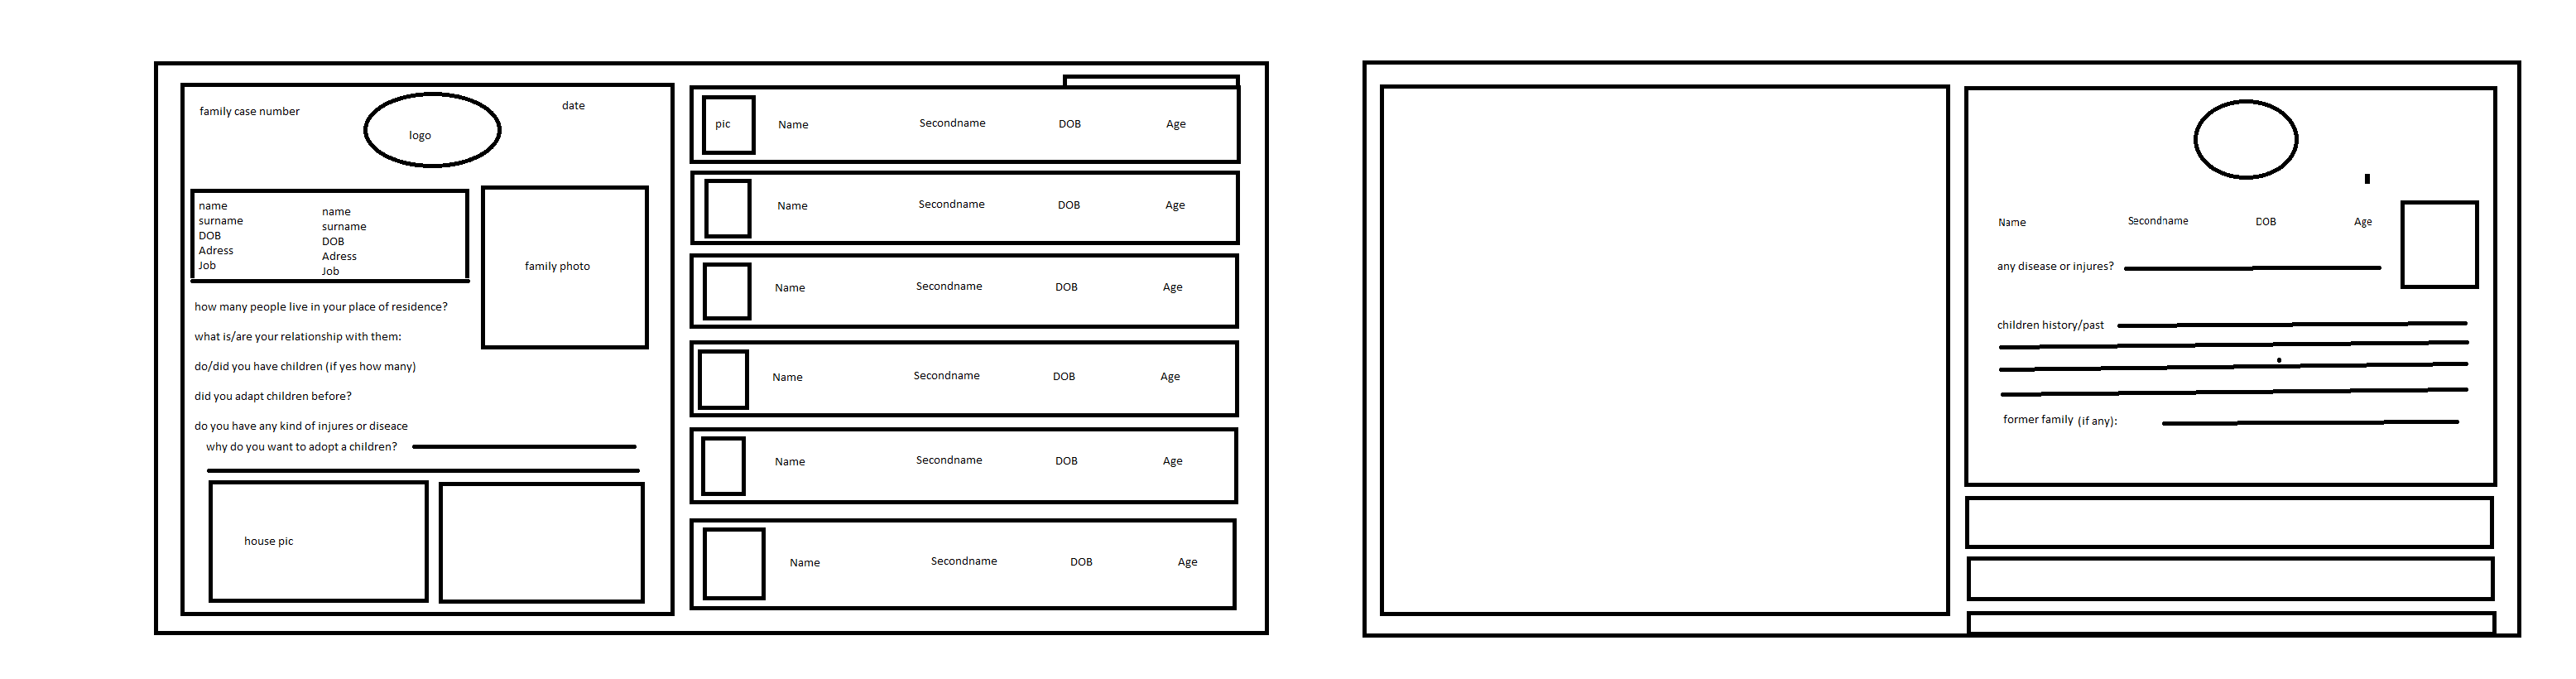 family case number
logo
date
name
surname
DOB
Adress
Job
name
surname
DOB
Adress
Job
family photo
how many people live in your place of residence?
what is/are your relationship with them:
do/did you have children (if yes how many)
did you adapt children before?
do you have any kind of injures or diseace
why do you want to adopt a children?
house pic
pic Name Secondname DOB Age
Name Secondname DOB Age
Name Secondname DOB Age
Name Secondname DOB Age
Name Secondname DOB Age
Name Secondname DOB Age
Name Secondname DOB Age
any disease or injures?
children history/past
former family (if any):